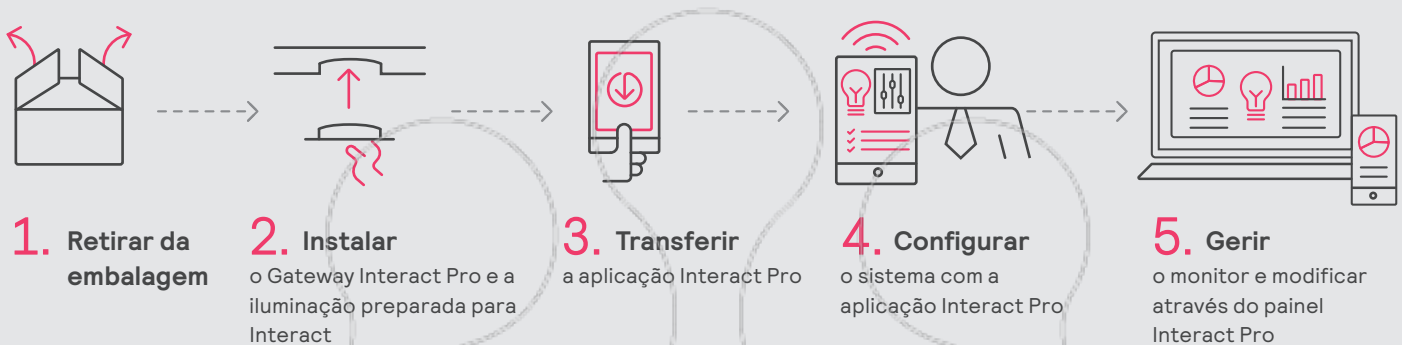 1. Retirar da
embalagem
2. Instalar
o Gateway Interact Pro e a
iluminação preparada para
Interact
3. Transferir
a aplicação Interact Pro
4. Configurar
o sistema com a
aplicação Interact Pro
5. Gerir
o monitor e modificar
através do painel
Interact Pro